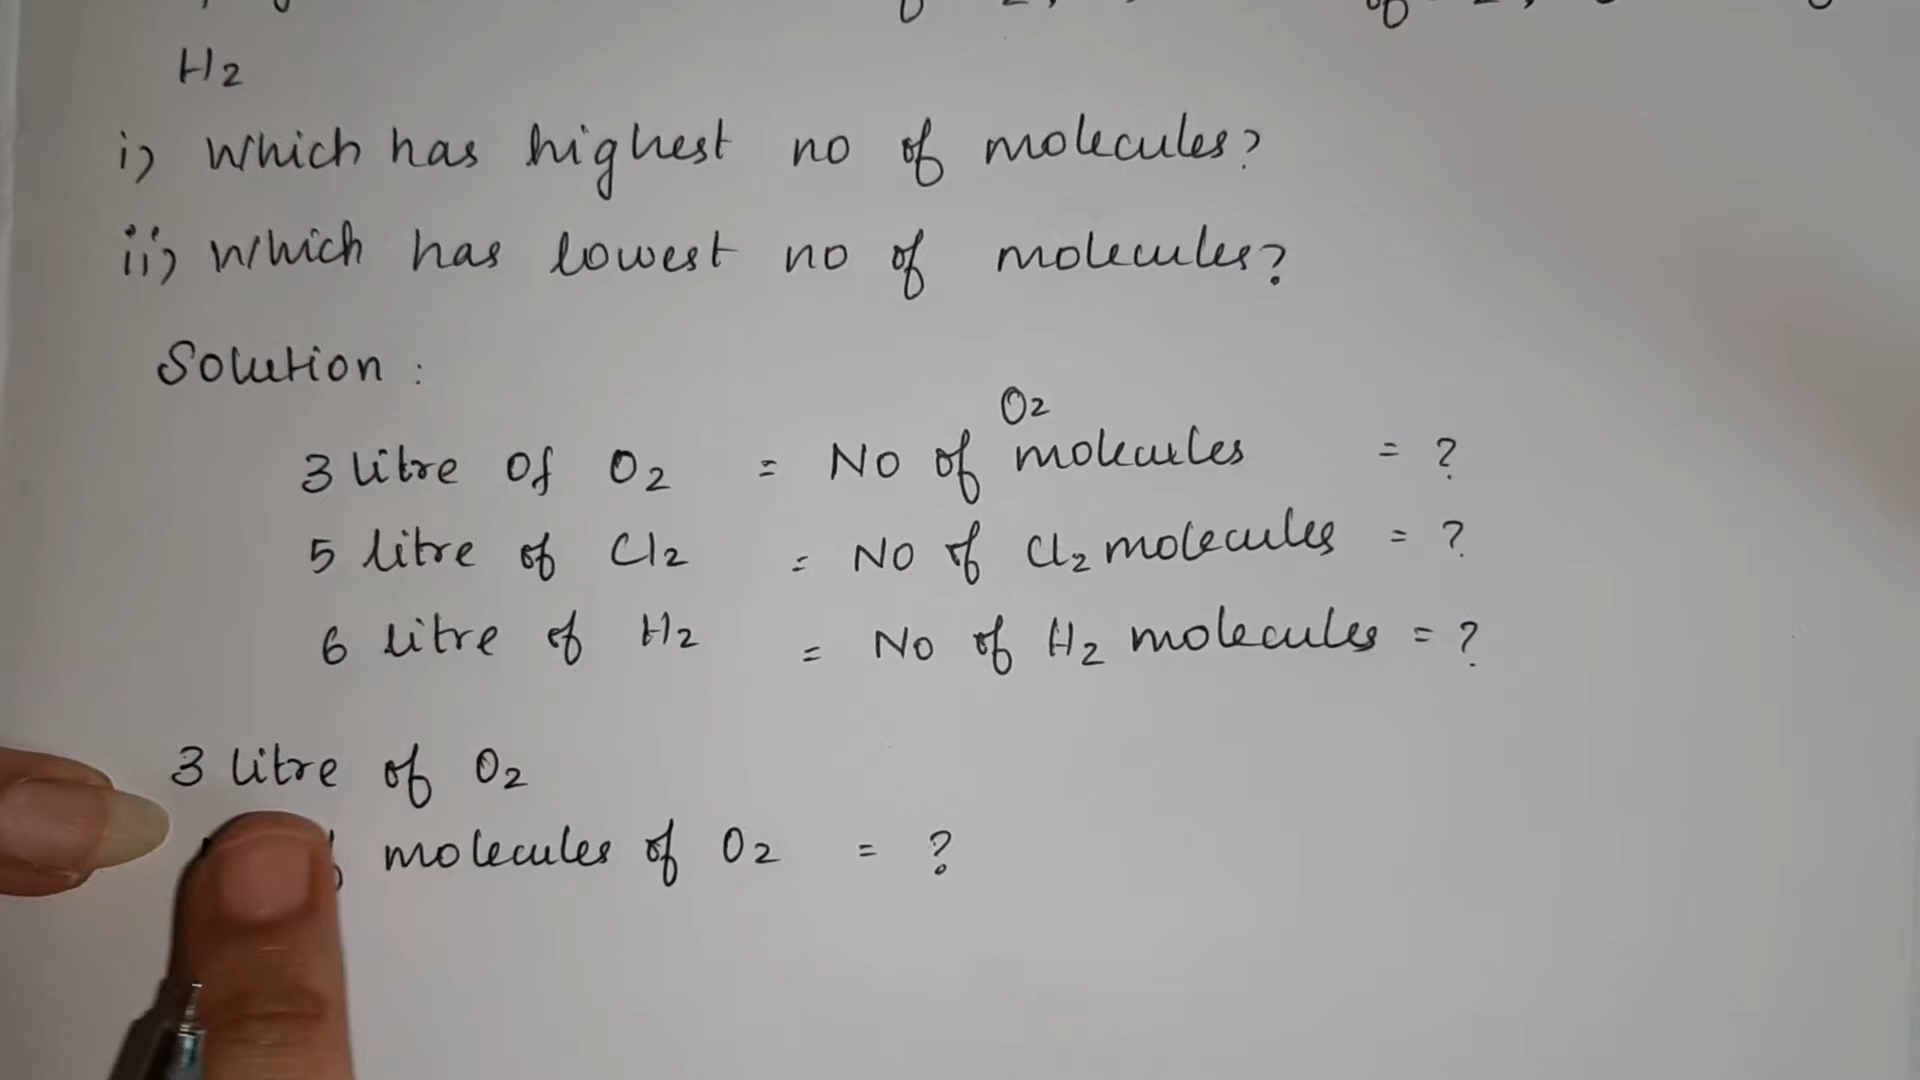 H2
i) Which has highest no of molecules?
ii) Which has lowest no of molecules?
Solution :
O2
3 litre of O2 = No of molecules = ?
5 litre of Cl2 = No of Cl2 molecules = ?
6 litre of H2 = No of H2 molecules = ?
3 litre of O2
molecules of O2 = ?